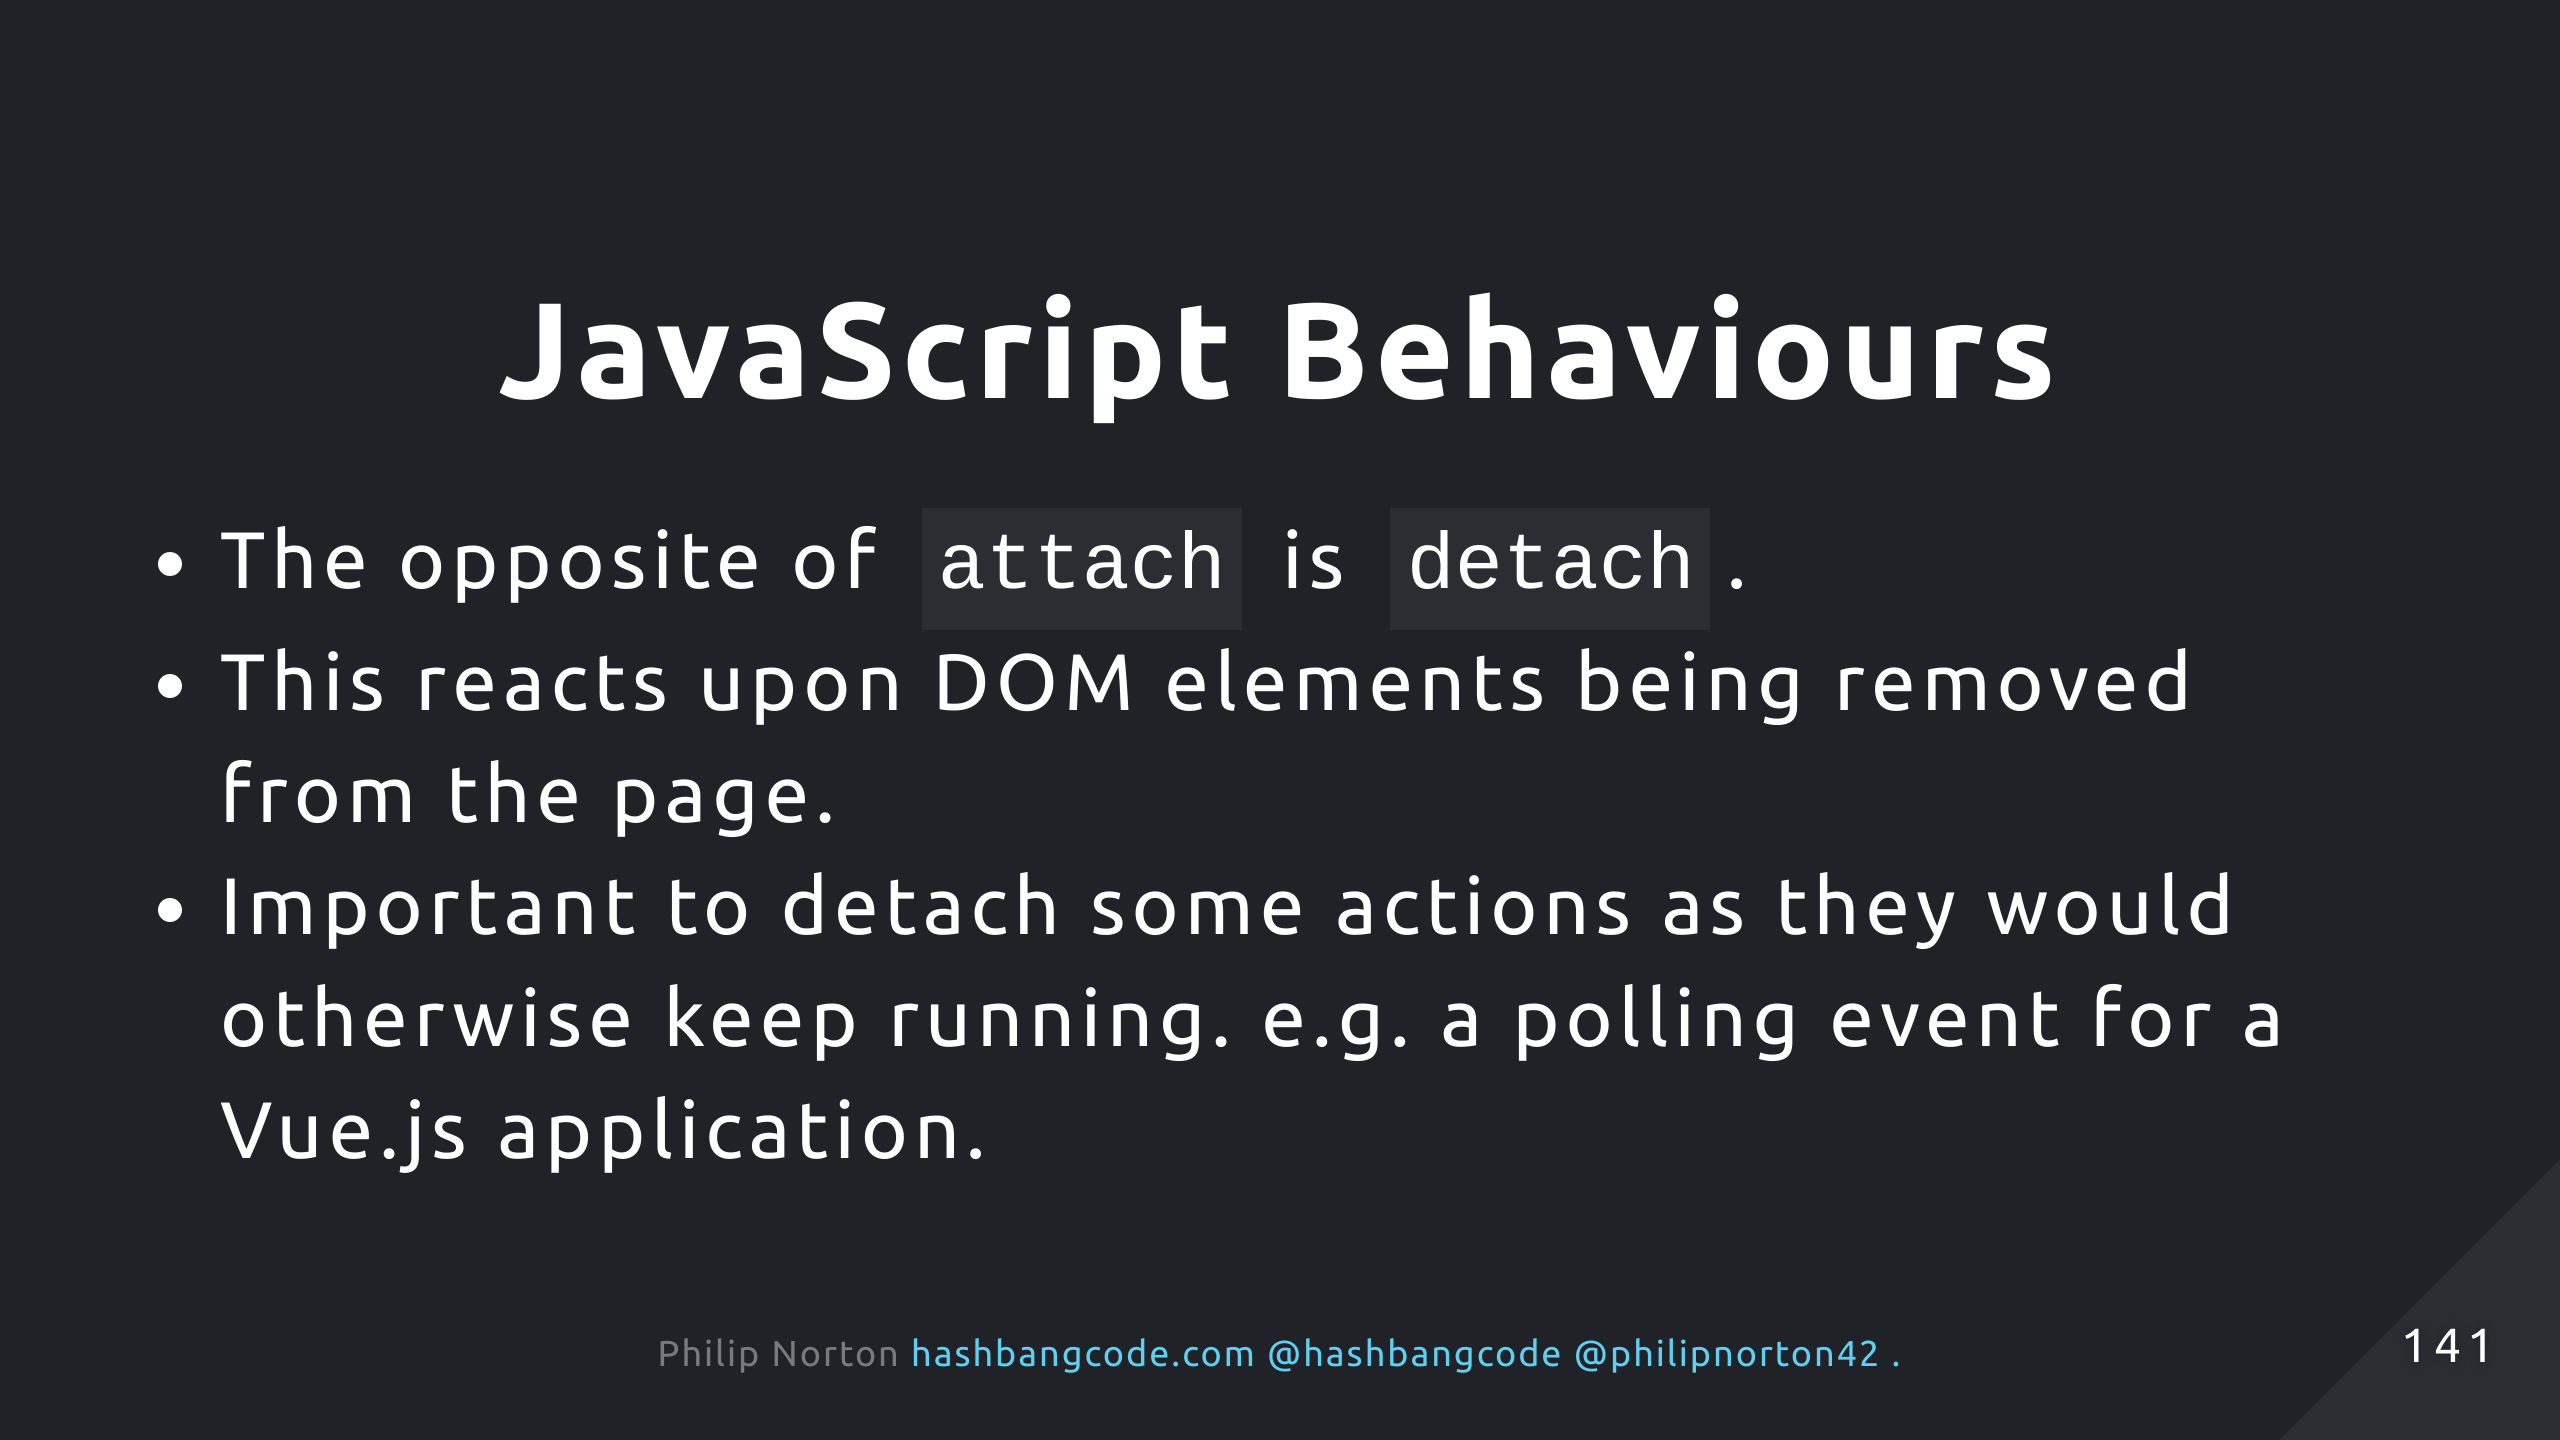 JavaScript Behaviours
• The opposite of attach is detach .
• This reacts upon DOM elements being removed
from the page.
• Important to detach some actions as they would
otherwise keep running. e.g. a polling event for a
Vue.js application.
Philip Norton hashbangcode.com @hashbangcode @philipnorton42 .
141